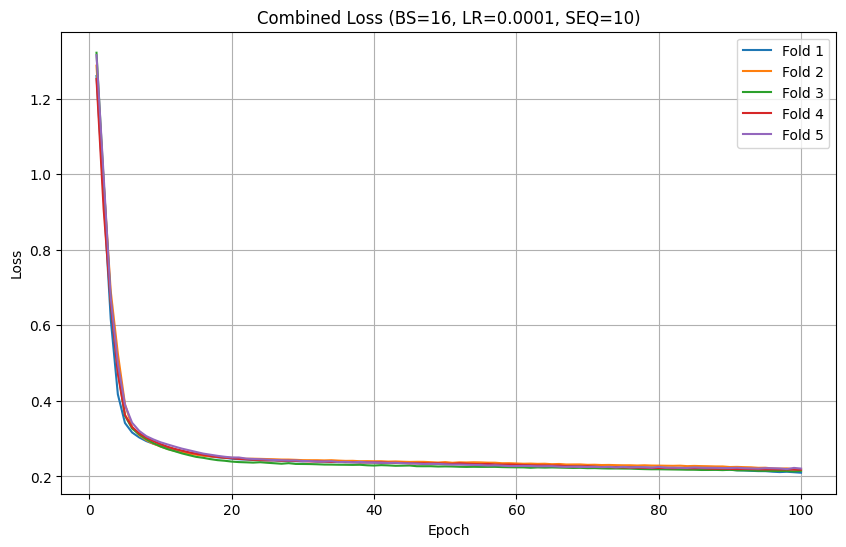 Combined Loss (BS=16, LR=0.0001, SEQ=10)
Fold 1
Fold 2
Fold 3
Fold 4
Fold 5
Loss
1.2
1.0
0.8
0.6
0.4
0.2
0 20 40 60 80 100
Epoch